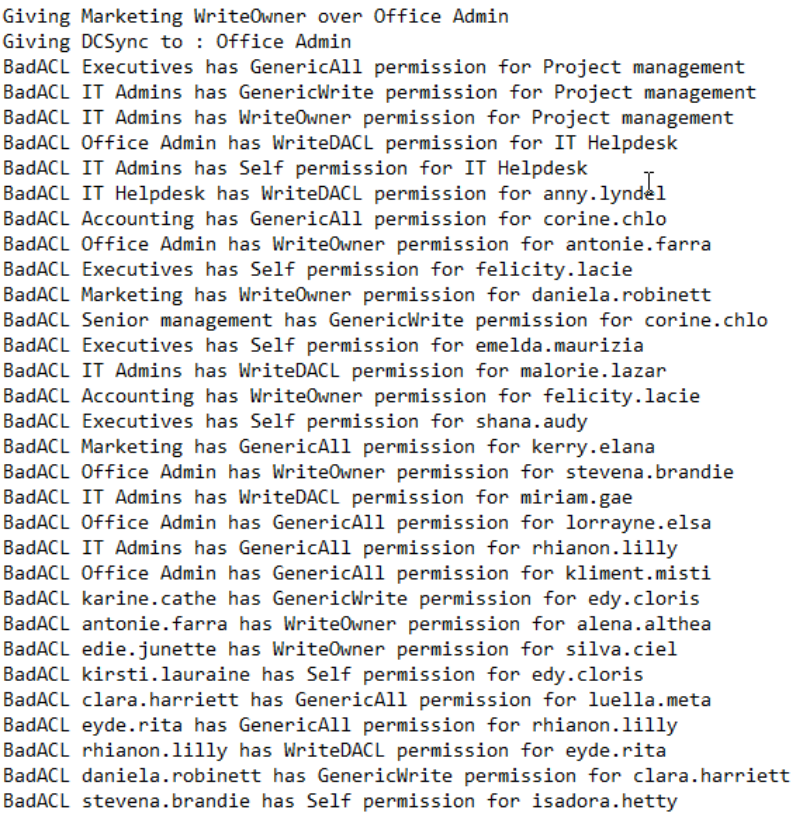 Giving Marketing WriteOwner over Office Admin
Giving DCSync to : Office Admin
BadACL Executives has GenericAll permission for Project management
BadACL IT Admins has GenericWrite permission for Project management
BadACL IT Admins has WriteOwner permission for Project management
BadACL Office Admin has WriteDACL permission for IT Helpdesk
BadACL IT Admins has Self permission for IT Helpdesk
BadACL IT Helpdesk has WriteDACL permission for anny.lyndel
BadACL Accounting has GenericAll permission for corine.chlo
BadACL Office Admin has WriteOwner permission for antonie.farra
BadACL Executives has Self permission for felicity.lacie
BadACL Marketing has WriteOwner permission for daniela.robinett
BadACL Senior management has GenericWrite permission for corine.chlo
BadACL Executives has Self permission for emelda.maurizia
BadACL IT Admins has WriteDACL permission for malorie.lazar
BadACL Accounting has WriteOwner permission for felicity.lacie
BadACL Executives has Self permission for shana.audy
BadACL Marketing has GenericAll permission for kerry.elana
BadACL Office Admin has WriteOwner permission for stevena.brandie
BadACL IT Admins has WriteDACL permission for miriam.gae
BadACL Office Admin has GenericAll permission for lorrayne.elsa
BadACL IT Admins has GenericAll permission for rhianon.lilly
BadACL Office Admin has GenericAll permission for kliment.misti
BadACL karine.cathe has GenericWrite permission for edy.cloris
BadACL antonie.farra has WriteOwner permission for alena.althea
BadACL edie.junette has WriteOwner permission for silva.ciel
BadACL kirsti.lauraine has Self permission for edy.cloris
BadACL clara.harriett has GenericAll permission for luella.meta
BadACL eyde.rita has GenericAll permission for rhianon.lilly
BadACL rhianon.lilly has WriteDACL permission for eyde.rita
BadACL daniela.robinett has GenericWrite permission for clara.harriett
BadACL stevena.brandie has Self permission for isadora.hetty